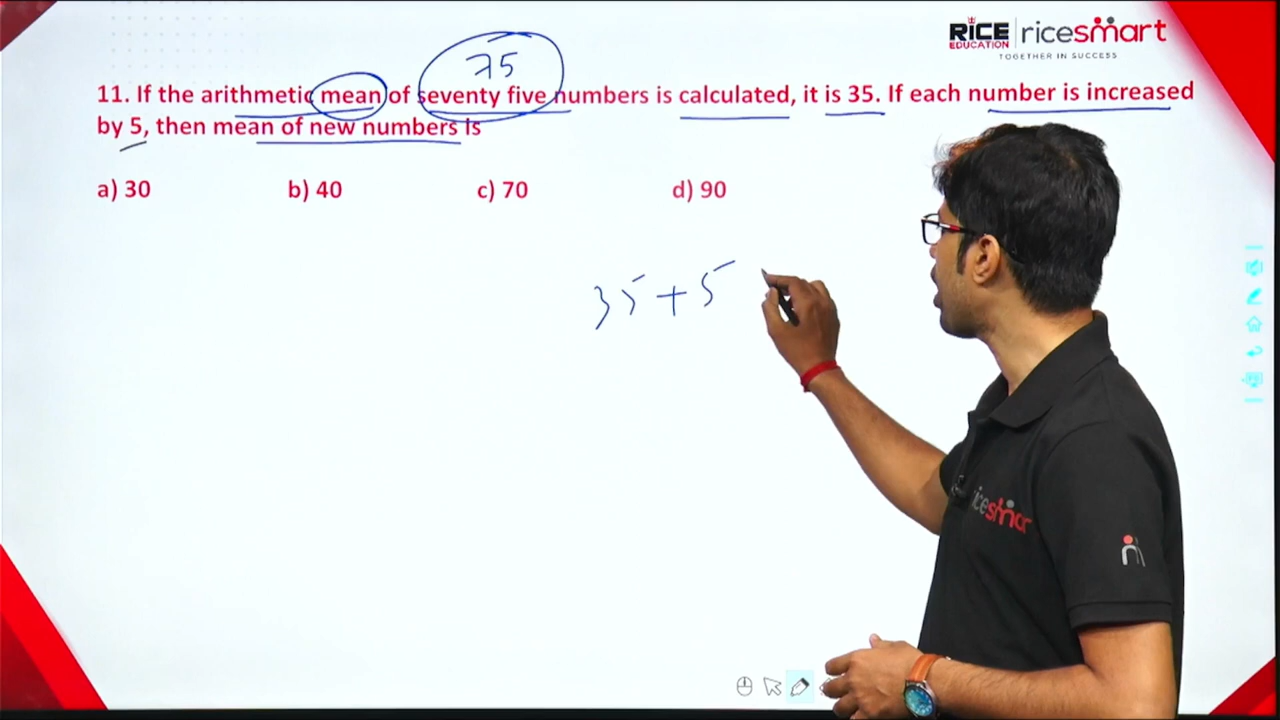 RICE EDUCATION ricesmart
TOGETHER IN SUCCESS
75
11. If the arithmetic mean of seventy five numbers is calculated, it is 35. If each number is increased
by 5, then mean of new numbers is
a) 30 b) 40 c) 70 d) 90
35+5
ricesmar